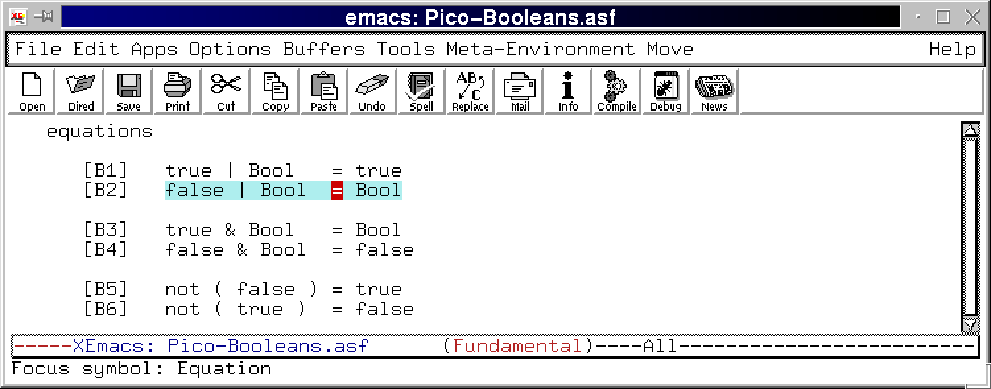 emacs: Pico-Booleans.asf
File Edit Apps Options Buffers Tools Meta-Environment Move Help
Open Dired Save Print Cut Copy Paste Undo Spell Replace Mail Info Compile Debug News
equations
[B1] true | Bool = true
[B2] false | Bool = Bool
[B3] true & Bool = Bool
[B4] false & Bool = false
[B5] not ( false ) = true
[B6] not ( true ) = false
-----XEmacs: Pico-Booleans.asf (Fundamental)----All--------------------------
Focus symbol: Equation